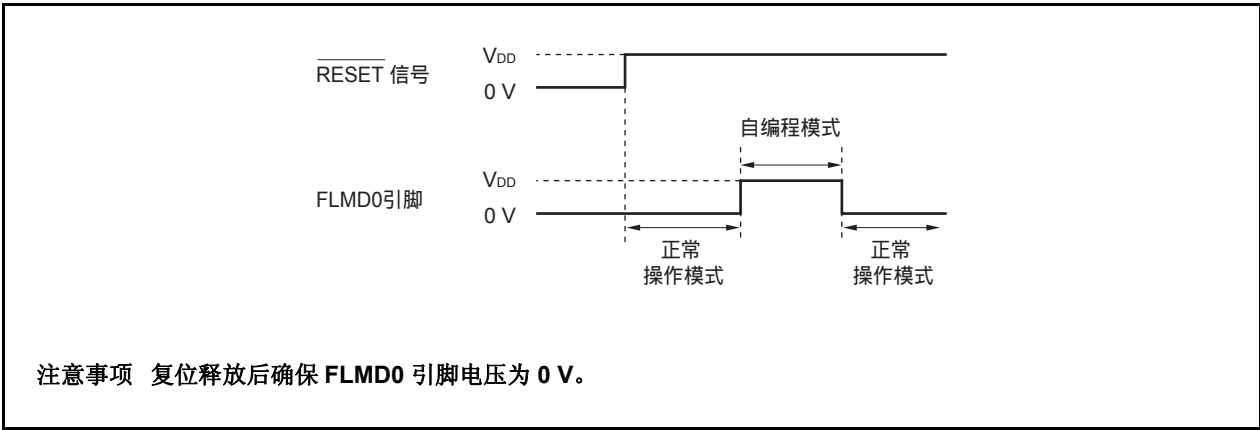 VDD
RESET 信号
0 V
自编程模式
VDD
FLMD0引脚
0 V
正常
操作模式
正常
操作模式
注意事项 复位释放后确保 FLMD0 引脚电压为 0 V。